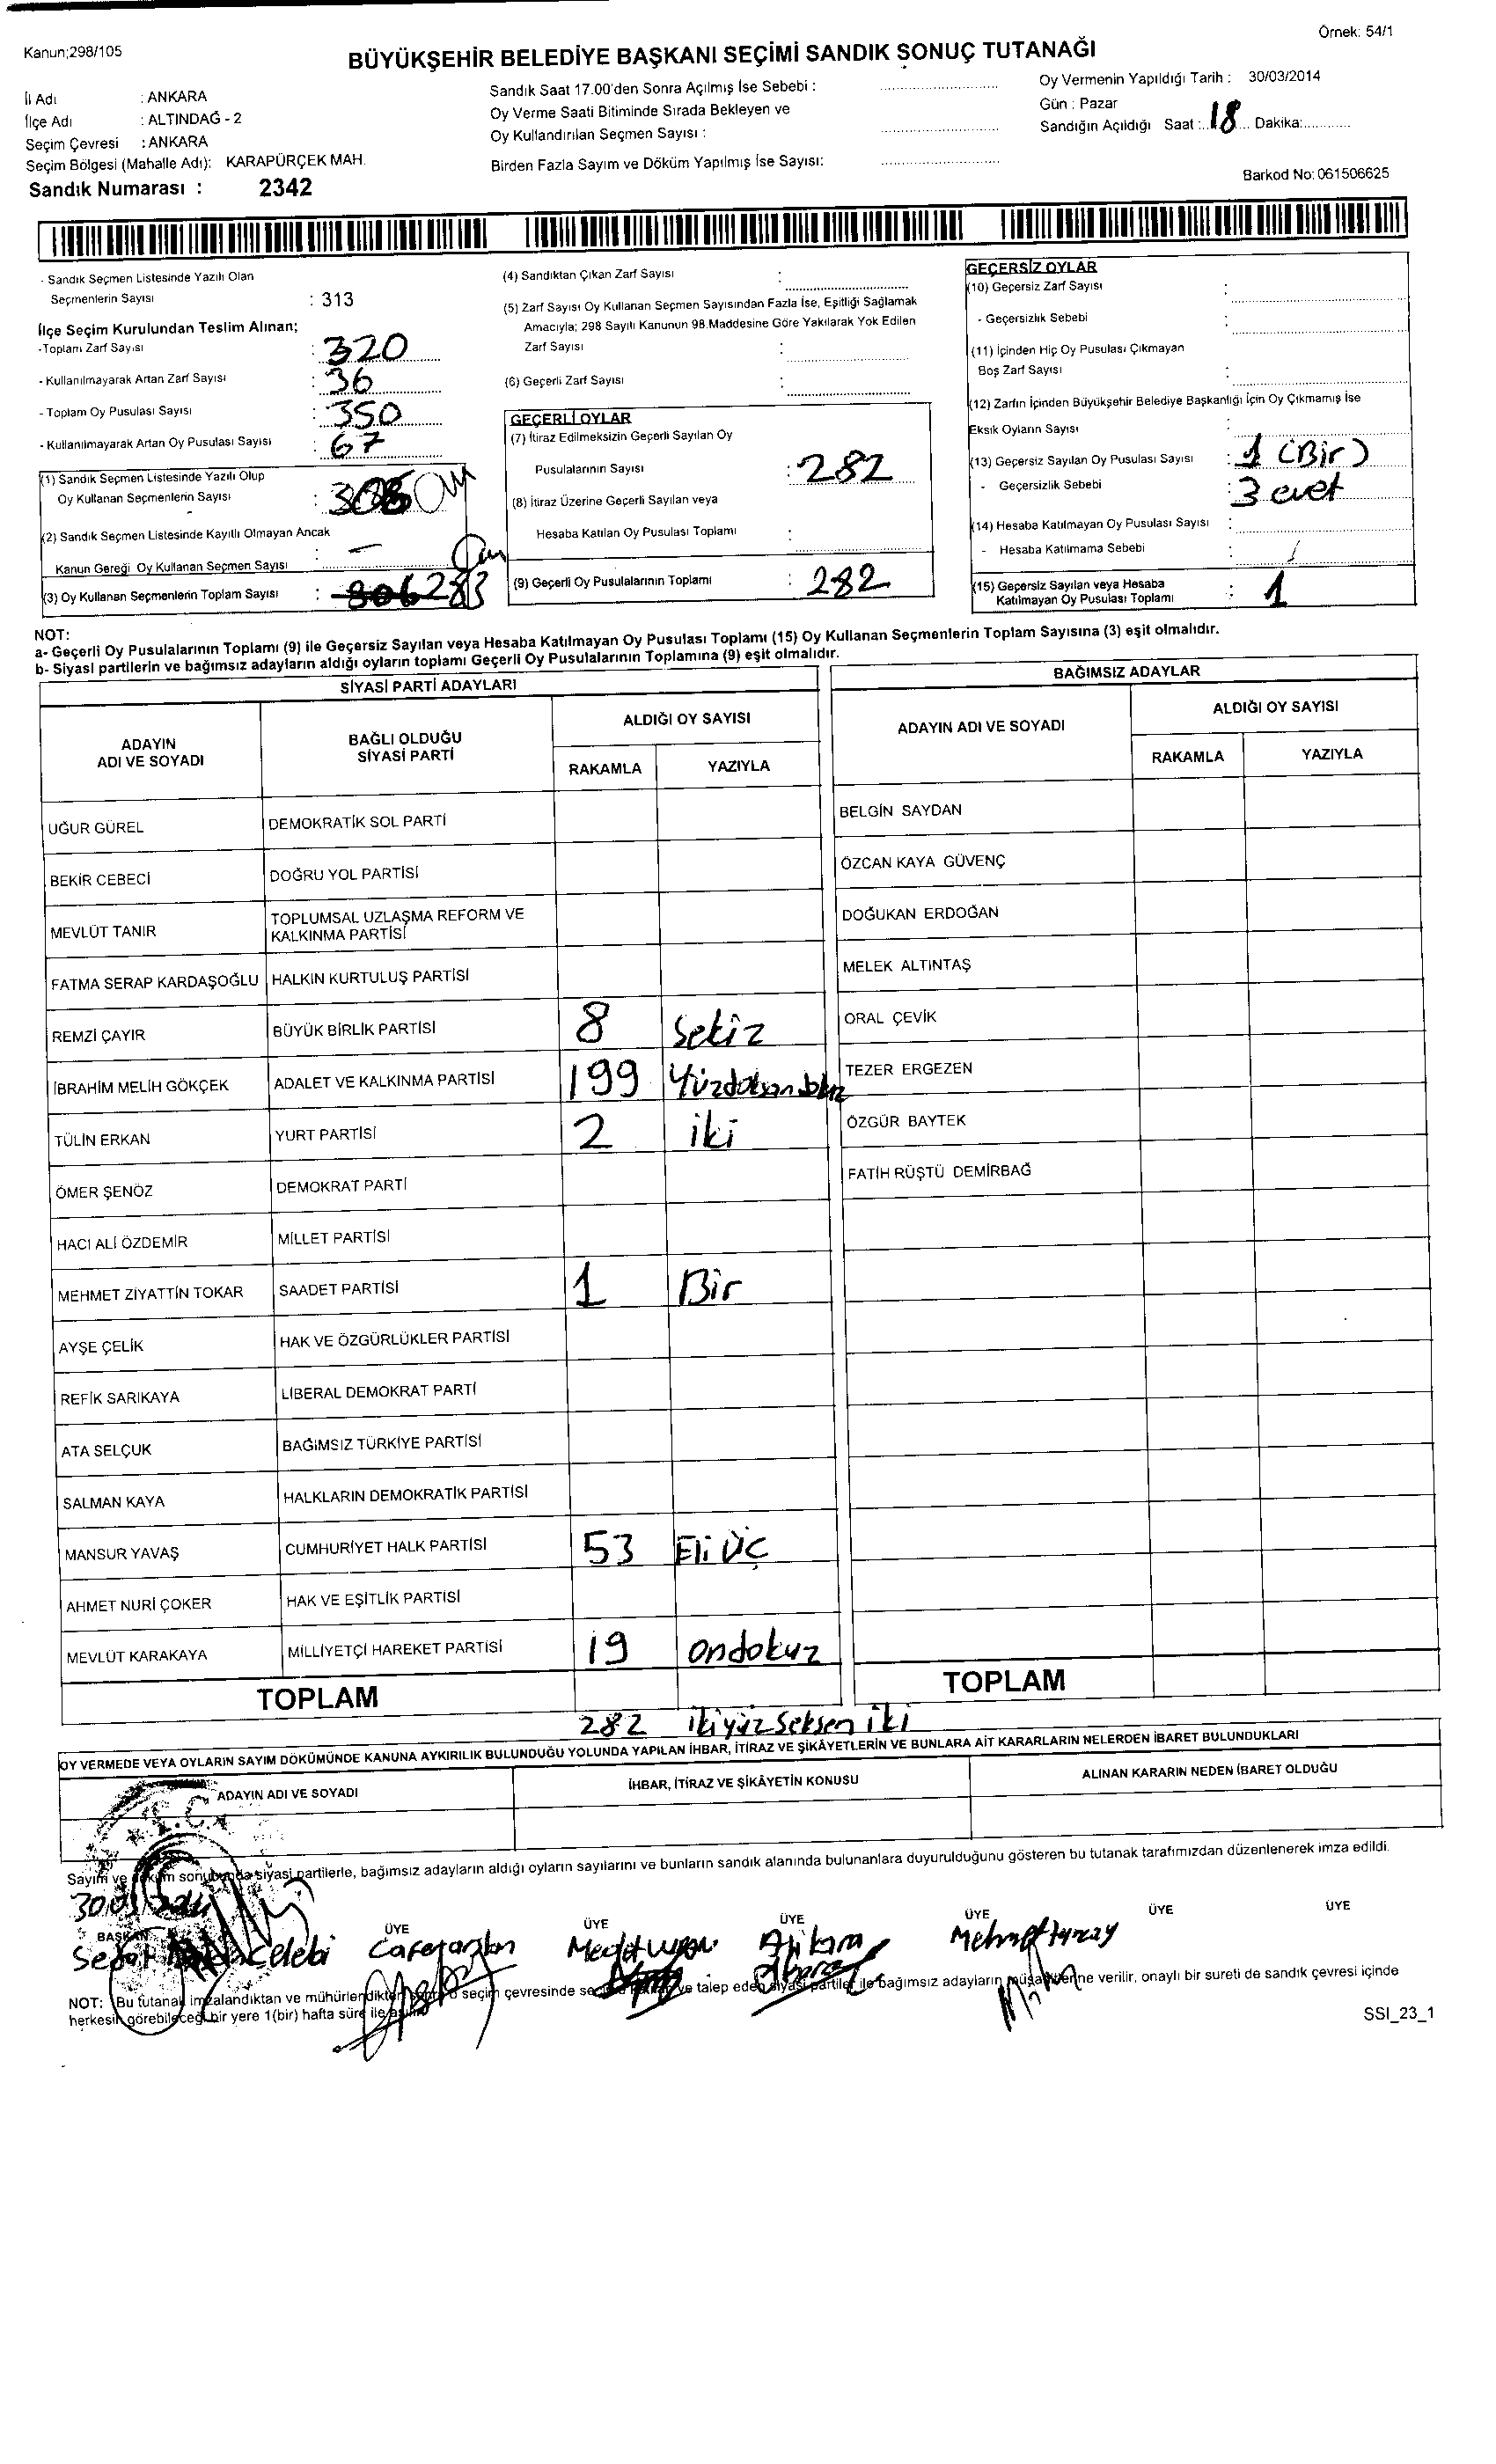 Örnek: 54/1
Kanun;298/105
BÜYÜKŞEHİR BELEDİYE BAŞKANI SEÇİMİ SANDIK SONUÇ TUTANAĞI
İl Adı : ANKARA
İlçe Adı : ALTINDAĞ - 2
Seçim Çevresi : ANKARA
Seçim Bölgesi (Mahalle Adı): KARAPÜRÇEK MAH.
Sandık Numarası : 2342
Sandık Saat 17.00'den Sonra Açılmış İse Sebebi :
Oy Verme Saati Bitiminde Sırada Bekleyen ve
Oy Kullandırılan Seçmen Sayısı :
Birden Fazla Sayım ve Döküm Yapılmış İse Sayısı:
Oy Vermenin Yapıldığı Tarih : 30/03/2014
Gün : Pazar
Sandığın Açıldığı Saat : 18 Dakika:
Barkod No: 061506625
- Sandık Seçmen Listesinde Yazılı Olan
Seçmenlerin Sayısı : 313
İlçe Seçim Kurulundan Teslim Alınan;
-Toplam Zarf Sayısı : 320
- Kullanılmayarak Artan Zarf Sayısı : 36
- Toplam Oy Pusulası Sayısı : 350
- Kullanılmayarak Artan Oy Pusulası Sayısı : 67
(1) Sandık Seçmen Listesinde Yazılı Olup
Oy Kullanan Seçmenlerin Sayısı :
(2) Sandık Seçmen Listesinde Kayıtlı Olmayan Ancak
Kanun Gereği Oy Kullanan Seçmen Sayısı : -
(3) Oy Kullanan Seçmenlerin Toplam Sayısı : 306 283
(4) Sandıktan Çıkan Zarf Sayısı :
(5) Zarf Sayısı Oy Kullanan Seçmen Sayısından Fazla İse, Eşitliği Sağlamak
Amacıyla; 298 Sayılı Kanunun 98.Maddesine Göre Yakılarak Yok Edilen
Zarf Sayısı :
(6) Geçerli Zarf Sayısı :
GEÇERLİ OYLAR
(7) İtiraz Edilmeksizin Geçerli Sayılan Oy
Pusulalarının Sayısı : 282
(8) İtiraz Üzerine Geçerli Sayılan veya
Hesaba Katılan Oy Pusulası Toplamı :
(9) Geçerli Oy Pusulalarının Toplamı : 282
GEÇERSİZ OYLAR
(10) Geçersiz Zarf Sayısı :
- Geçersizlik Sebebi :
(11) İçinden Hiç Oy Pusulası Çıkmayan
Boş Zarf Sayısı :
(12) Zarfın İçinden Büyükşehir Belediye Başkanlığı İçin Oy Çıkmamış İse
Eksik Oyların Sayısı :
(13) Geçersiz Sayılan Oy Pusulası Sayısı : 1 (Bir)
- Geçersizlik Sebebi : 3 evet
(14) Hesaba Katılmayan Oy Pusulası Sayısı :
- Hesaba Katılmama Sebebi : /
(15) Geçersiz Sayılan veya Hesaba
Katılmayan Oy Pusulası Toplamı : 1
NOT:
a- Geçerli Oy Pusulalarının Toplamı (9) ile Geçersiz Sayılan veya Hesaba Katılmayan Oy Pusulası Toplamı (15) Oy Kullanan Seçmenlerin Toplam Sayısına (3) eşit olmalıdır.
b- Siyasi partilerin ve bağımsız adayların aldığı oyların toplamı Geçerli Oy Pusulalarının Toplamına (9) eşit olmalıdır.
SİYASİ PARTİ ADAYLARI
ADAYIN ADI VE SOYADI
BAĞLI OLDUĞU SİYASİ PARTİ
ALDIĞI OY SAYISI
RAKAMLA YAZIYLA
UĞUR GÜREL DEMOKRATİK SOL PARTİ
BEKİR CEBECİ DOĞRU YOL PARTİSİ
MEVLÜT TANIR TOPLUMSAL UZLAŞMA REFORM VE
KALKINMA PARTİSİ
FATMA SERAP KARDAŞOĞLU HALKIN KURTULUŞ PARTİSİ
REMZİ ÇAYIR BÜYÜK BİRLİK PARTİSİ 8 Sekiz
İBRAHİM MELİH GÖKÇEK ADALET VE KALKINMA PARTİSİ 199
TÜLİN ERKAN YURT PARTİSİ 2 iki
ÖMER ŞENÖZ DEMOKRAT PARTİ
HACI ALİ ÖZDEMİR MİLLET PARTİSİ
MEHMET ZİYATTİN TOKAR SAADET PARTİSİ 1 Bir
AYŞE ÇELİK HAK VE ÖZGÜRLÜKLER PARTİSİ
REFİK SARIKAYA LİBERAL DEMOKRAT PARTİ
ATA SELÇUK BAĞIMSIZ TÜRKİYE PARTİSİ
SALMAN KAYA HALKLARIN DEMOKRATİK PARTİSİ
MANSUR YAVAŞ CUMHURİYET HALK PARTİSİ 53 Eli Üç
AHMET NURİ ÇOKER HAK VE EŞİTLİK PARTİSİ
MEVLÜT KARAKAYA MİLLİYETÇİ HAREKET PARTİSİ 19 ondokuz
TOPLAM
282 ikiyüz Seksen iki
BAĞIMSIZ ADAYLAR
ADAYIN ADI VE SOYADI
ALDIĞI OY SAYISI
RAKAMLA YAZIYLA
BELGİN SAYDAN
ÖZCAN KAYA GÜVENÇ
DOĞUKAN ERDOĞAN
MELEK ALTINTAŞ
ORAL ÇEVİK
TEZER ERGEZEN
ÖZGÜR BAYTEK
FATİH RÜŞTÜ DEMİRBAĞ
TOPLAM
OY VERMEDE VEYA OYLARIN SAYIM DÖKÜMÜNDE KANUNA AYKIRILIK BULUNDUĞU YOLUNDA YAPILAN İHBAR, İTİRAZ VE ŞİKÂYETLERİN VE BUNLARA AİT KARARLARIN NELERDEN İBARET BULUNDUKLARI
ADAYIN ADI VE SOYADI İHBAR, İTİRAZ VE ŞİKÂYETİN KONUSU ALINAN KARARIN NEDEN İBARET OLDUĞU
T.C.
Sayım ve döküm sonucunda siyasi partilerle, bağımsız adayların aldığı oyların sayılarını ve bunların sandık alanında bulunanlara duyurulduğunu gösteren bu tutanak tarafımızdan düzenlenerek imza edildi.
BAŞKAN ÜYE ÜYE ÜYE ÜYE ÜYE ÜYE
NOT: Bu tutanak imzalandıktan ve mühürlendikten seçim çevresinde ve talep eden siyasi partiler ile bağımsız adayların müşahitlerine verilir, onaylı bir sureti de sandık çevresi içinde
herkesin görebileceği bir yere 1(bir) hafta süre ile
SSI_23_1